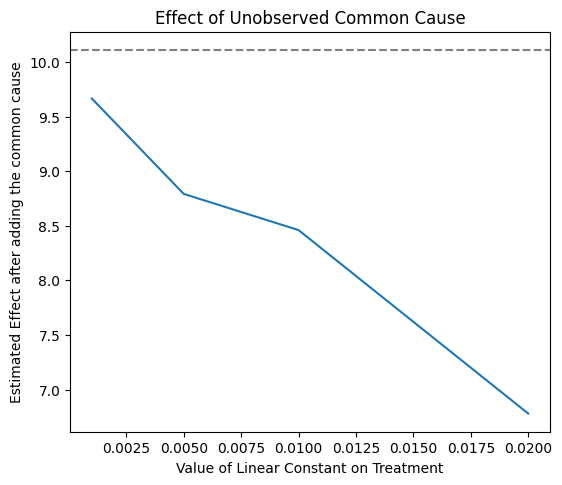 Effect of Unobserved Common Cause
Estimated Effect after adding the common cause
10.0
9.5
9.0
8.5
8.0
7.5
7.0
0.0025 0.0050 0.0075 0.0100 0.0125 0.0150 0.0175 0.0200
Value of Linear Constant on Treatment